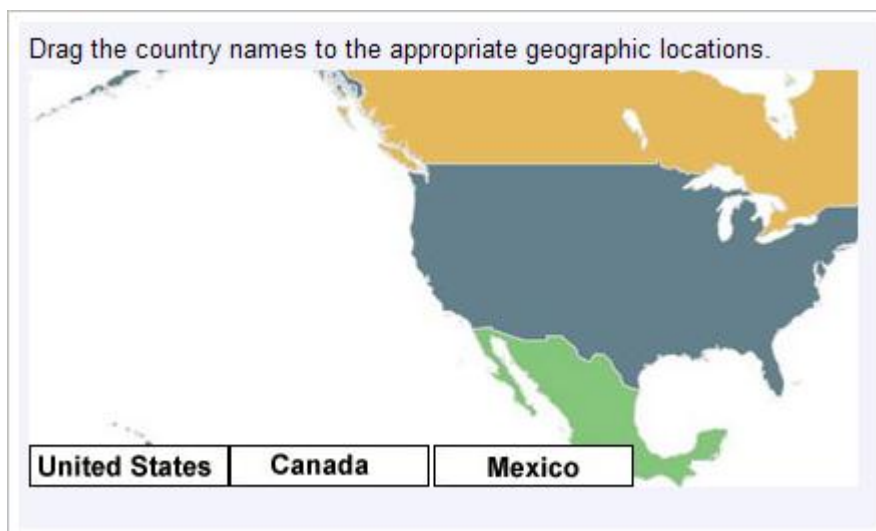 Drag the country names to the appropriate geographic locations.
United States Canada Mexico